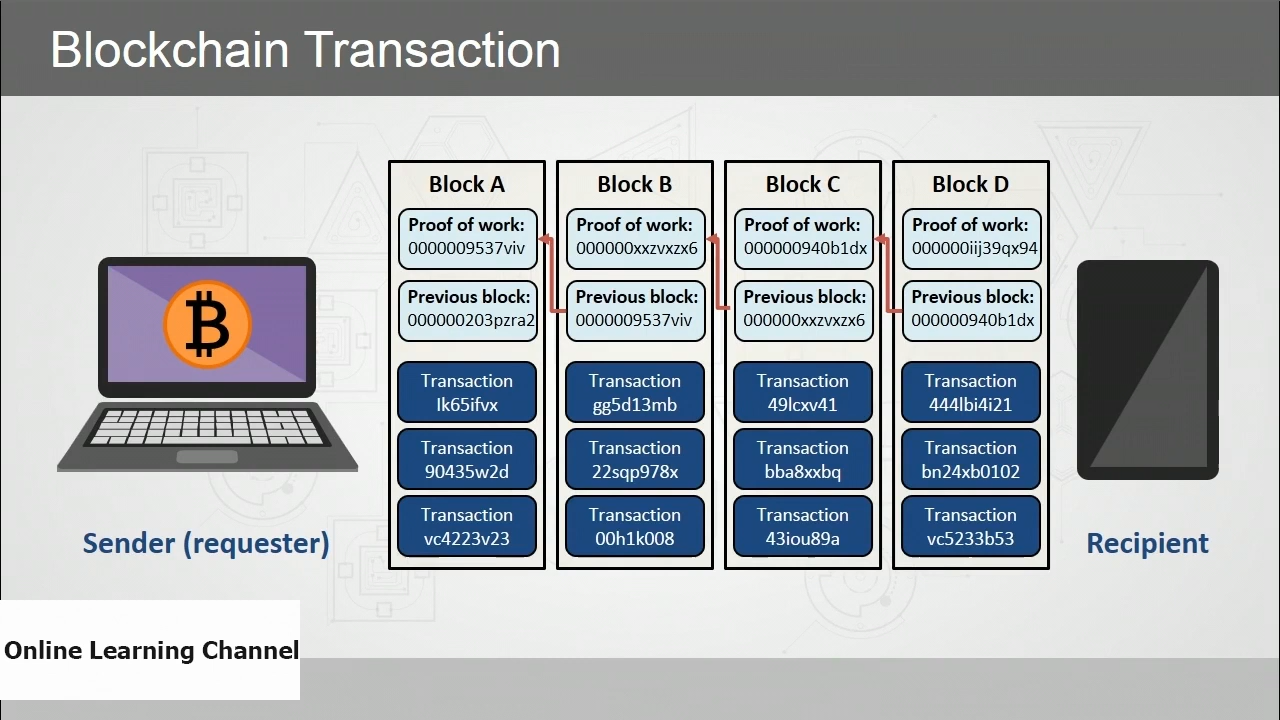 Blockchain Transaction
Block A
Proof of work:
0000009537viv
Previous block:
000000203pzra2
Transaction
lk65ifvx
Transaction
90435w2d
Transaction
vc4223v23
Block B
Proof of work:
000000xxzvxzx6
Previous block:
0000009537viv
Transaction
gg5d13mb
Transaction
22sqp978x
Transaction
00h1k008
Block C
Proof of work:
000000940b1dx
Previous block:
000000xxzvxzx6
Transaction
49lcxv41
Transaction
bba8xxbq
Transaction
43iou89a
Block D
Proof of work:
000000iij39qx94
Previous block:
000000940b1dx
Transaction
444lbi4i21
Transaction
bn24xb0102
Transaction
vc5233b53
Sender (requester)
Recipient
Online Learning Channel